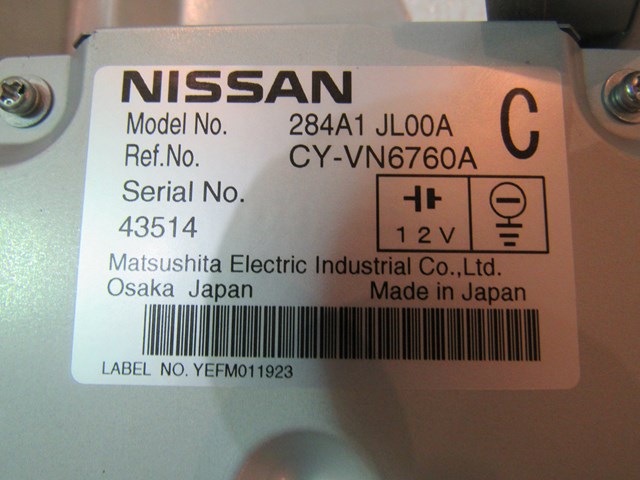 NISSAN
Model No. 284A1 JL00A
C
Ref.No. CY-VN6760A
Serial No.
43514
12V
Matsushita Electric Industrial Co.,Ltd.
Osaka Japan Made in Japan
LABEL NO. YEFM011923